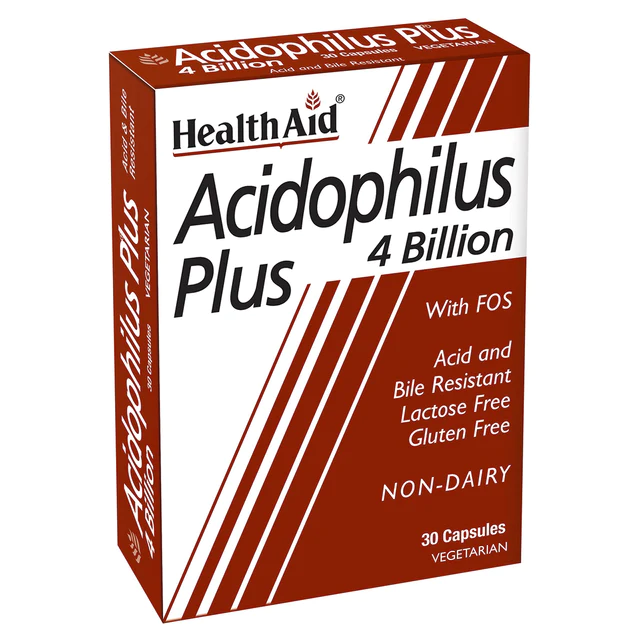 Acidophilus Plus
4 Billion
30 Capsules
VEGETARIAN
Acid and Bile Resistant
HealthAid®
Acidophilus
Plus
4 Billion
With FOS
Acid and
Bile Resistant
Lactose Free
Gluten Free
NON-DAIRY
30 Capsules
VEGETARIAN
Acidophilus Plus
4 Billion
30 Capsules
VEGETARIAN
Acid & Bile
Resistant